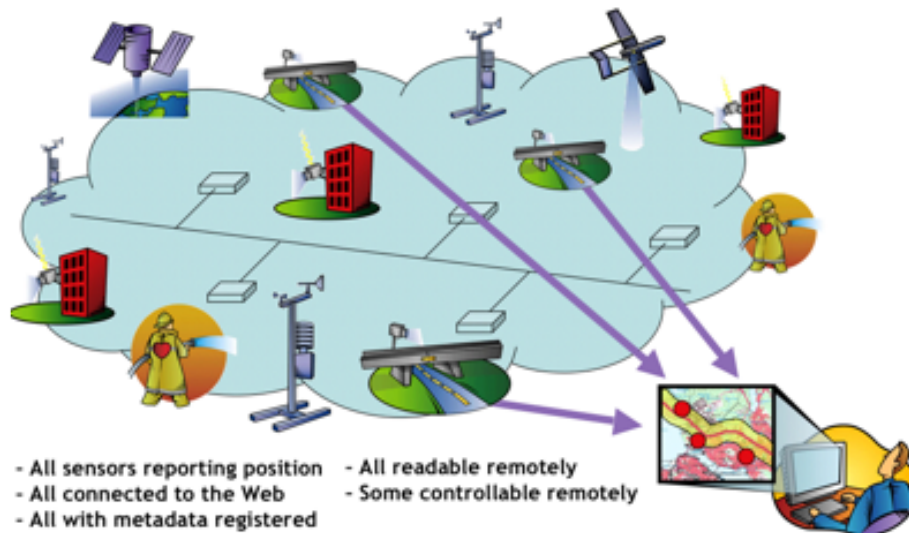 - All sensors reporting position
- All connected to the Web
- All with metadata registered
- All readable remotely
- Some controllable remotely